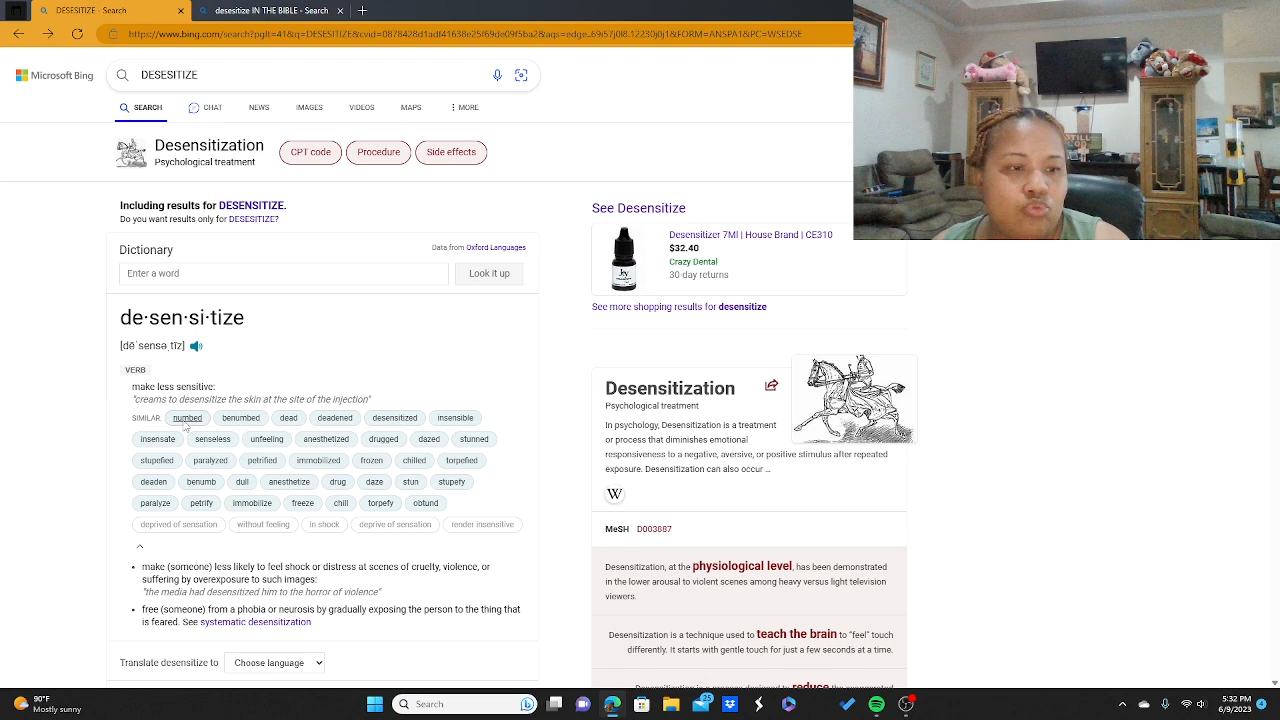 DESESITIZE - Search
desensitize IN THE BIBLE - Search
https://www.bing.com/search?pglt=41&q=DESESITIZE&cvid=0878428d1adf41638e25f69de09f5ba2&aqs=edge..69i57j0l8.12230j0j1&FORM=ANSPA1&PC=WSEDSE
Microsoft Bing
DESESITIZE
SEARCH CHAT NEWS IMAGES VIDEOS MAPS MORE
Desensitization
Psychological treatment
CPT code Procedure Side effects
Including results for DESENSITIZE.
Do you want results only for DESESITIZE?
Dictionary
Data from Oxford Languages
Enter a word
Look it up
de·sen·si·tize
[dēˈsensəˌtīz]
VERB
make less sensitive:
"creams to desensitize the skin at the site of the injection"
SIMILAR: numbed benumbed dead deadened desensitized insensible
insensate senseless unfeeling anesthetized drugged dazed stunned
stupefied paralyzed petrified immobilized frozen chilled torpefied
deaden benumb dull anesthetize drug daze stun stupefy
paralyze petrify immobilize freeze chill torpefy obtund
deprived of sensation without feeling in shock deprive of sensation render insensitive
• make (someone) less likely to feel shock or distress at scenes of cruelty, violence, or
suffering by overexposure to such images:
"the media had desensitized him to the horror of violence"
• free (someone) from a phobia or neurosis by gradually exposing the person to the thing that
is feared. See systematic desensitization
Translate desensitize to Choose language
See Desensitize
Desensitizer 7Ml | House Brand | CE310
$32.40
Crazy Dental
30-day returns
See more shopping results for desensitize
Desensitization
Psychological treatment
In psychology, Desensitization is a treatment
or process that diminishes emotional
responsiveness to a negative, aversive, or positive stimulus after repeated
exposure. Desensitization can also occur ...
W
MeSH D003887
Desensitization, at the physiological level, has been demonstrated
in the lower arousal to violent scenes among heavy versus light television
viewers.
Desensitization is a technique used to teach the brain to "feel" touch
differently. It starts with gentle touch for just a few seconds at a time.
90°F
Mostly sunny
Search
25
5:32 PM
6/9/2023
4